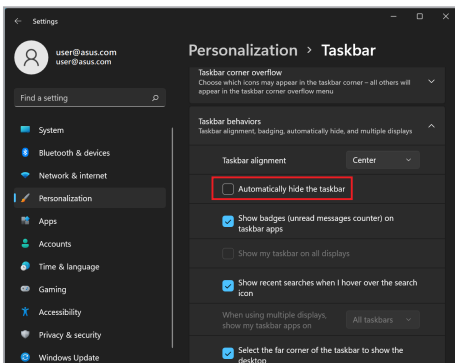 Settings
user@asus.com
user@asus.com
Find a setting
System
Bluetooth & devices
Network & internet
Personalization
Apps
Accounts
Time & language
Gaming
Accessibility
Privacy & security
Windows Update
Personalization > Taskbar
Taskbar corner overflow
Choose which icons may appear in the taskbar corner – all others will
appear in the taskbar corner overflow menu
Taskbar behaviors
Taskbar alignment, badging, automatically hide, and multiple displays
Taskbar alignment
Center
Automatically hide the taskbar
Show badges (unread messages counter) on
taskbar apps
Show my taskbar on all displays
Show recent searches when I hover over the search
icon
When using multiple displays,
show my taskbar apps on
All taskbars
Select the far corner of the taskbar to show the
desktop